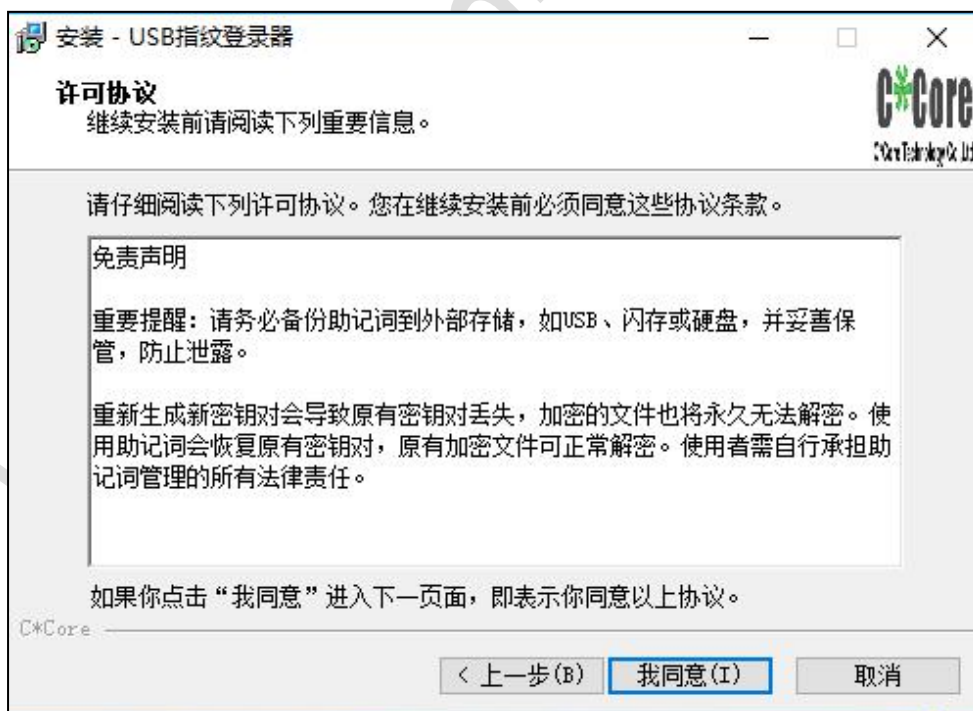 安装 - USB指纹登录器
许可协议
继续安装前请阅读下列重要信息。
C*Core
C*Core Technology Co. Ltd
请仔细阅读下列许可协议。您在继续安装前必须同意这些协议条款。
免责声明
重要提醒：请务必备份助记词到外部存储，如USB、闪存或硬盘，并妥善保
管，防止泄露。
重新生成新密钥对会导致原有密钥对丢失，加密的文件也将永久无法解密。使
用助记词会恢复原有密钥对，原有加密文件可正常解密。使用者需自行承担助
记词管理的所有法律责任。
如果你点击“我同意”进入下一页面，即表示你同意以上协议。
C*Core
< 上一步(B)
我同意(I)
取消